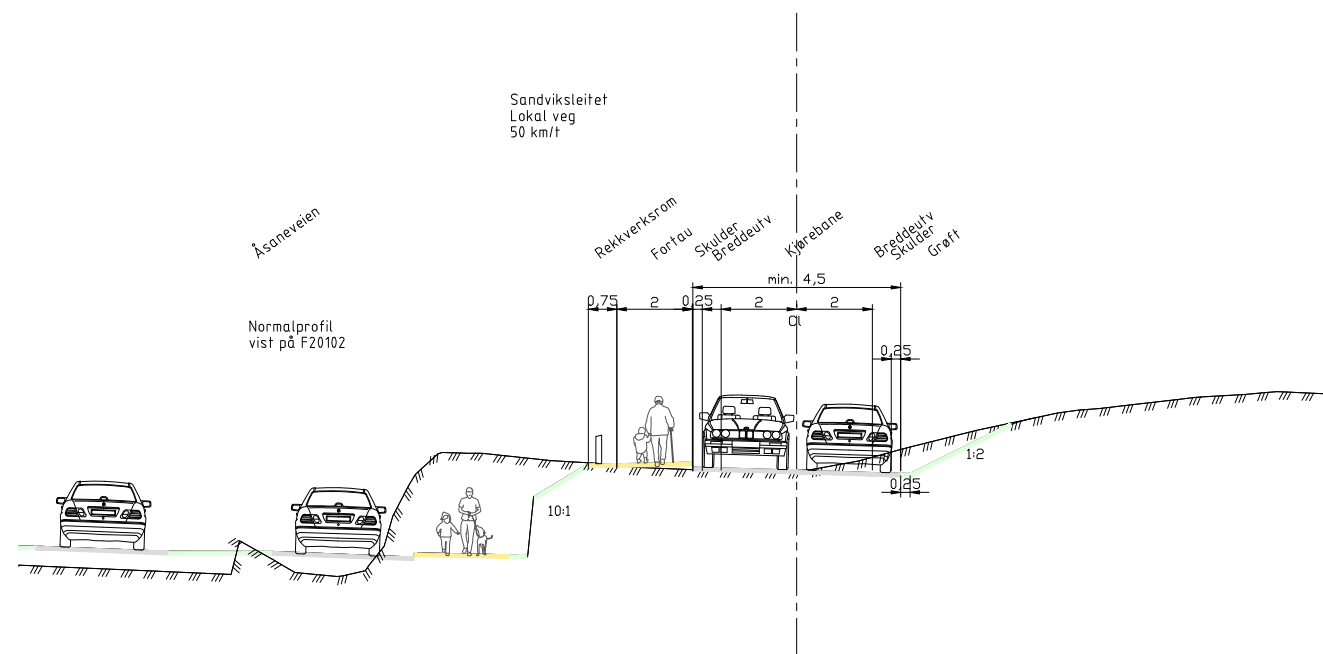 Sandviksleitet
Lokal veg
50 km/t
Åsaneveien
Rekkverksrom
Fortau
Skulder
Breddeutv.
Kjørebane
Breddeutv
Skulder
Grøft
min. 4,5
0,75
2
0,25
2
2
Cl
Normalprofil
vist på F20102
0,25
1:2
0,25
10:1